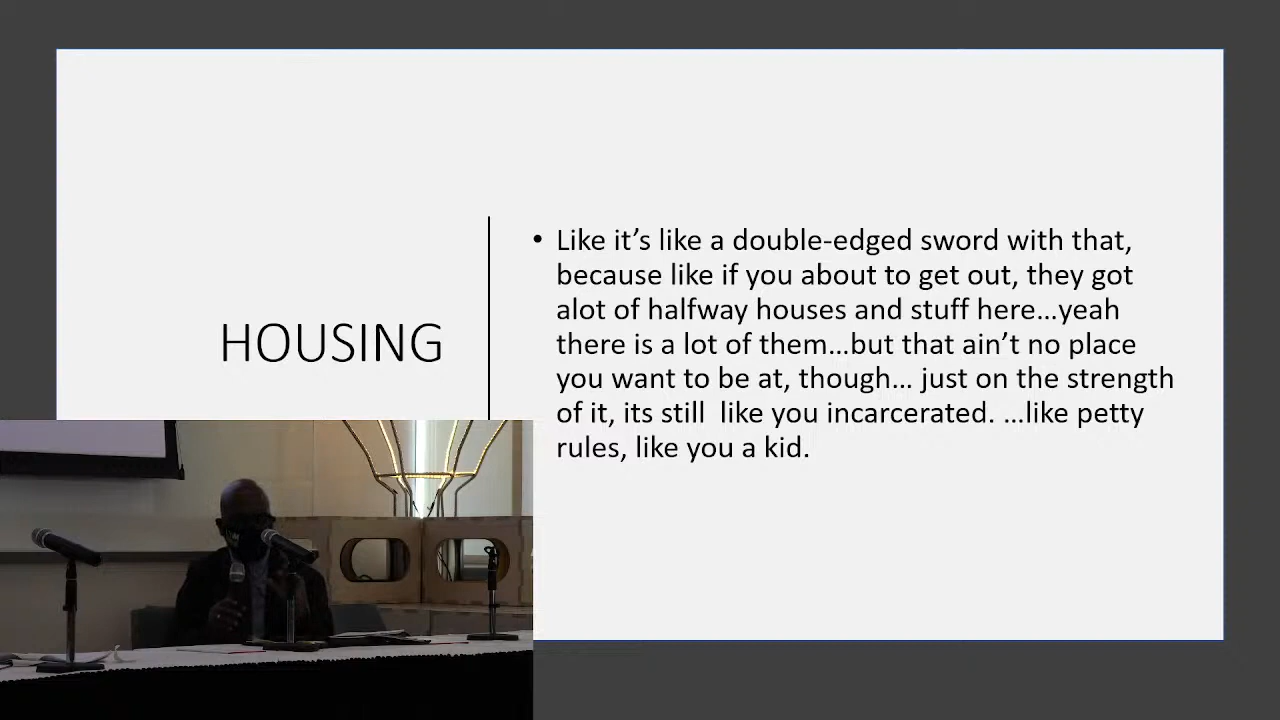 HOUSING
• Like it’s like a double-edged sword with that,
because like if you about to get out, they got
alot of halfway houses and stuff here…yeah
there is a lot of them…but that ain’t no place
you want to be at, though… just on the strength
of it, its still  like you incarcerated. …like petty
rules, like you a kid.